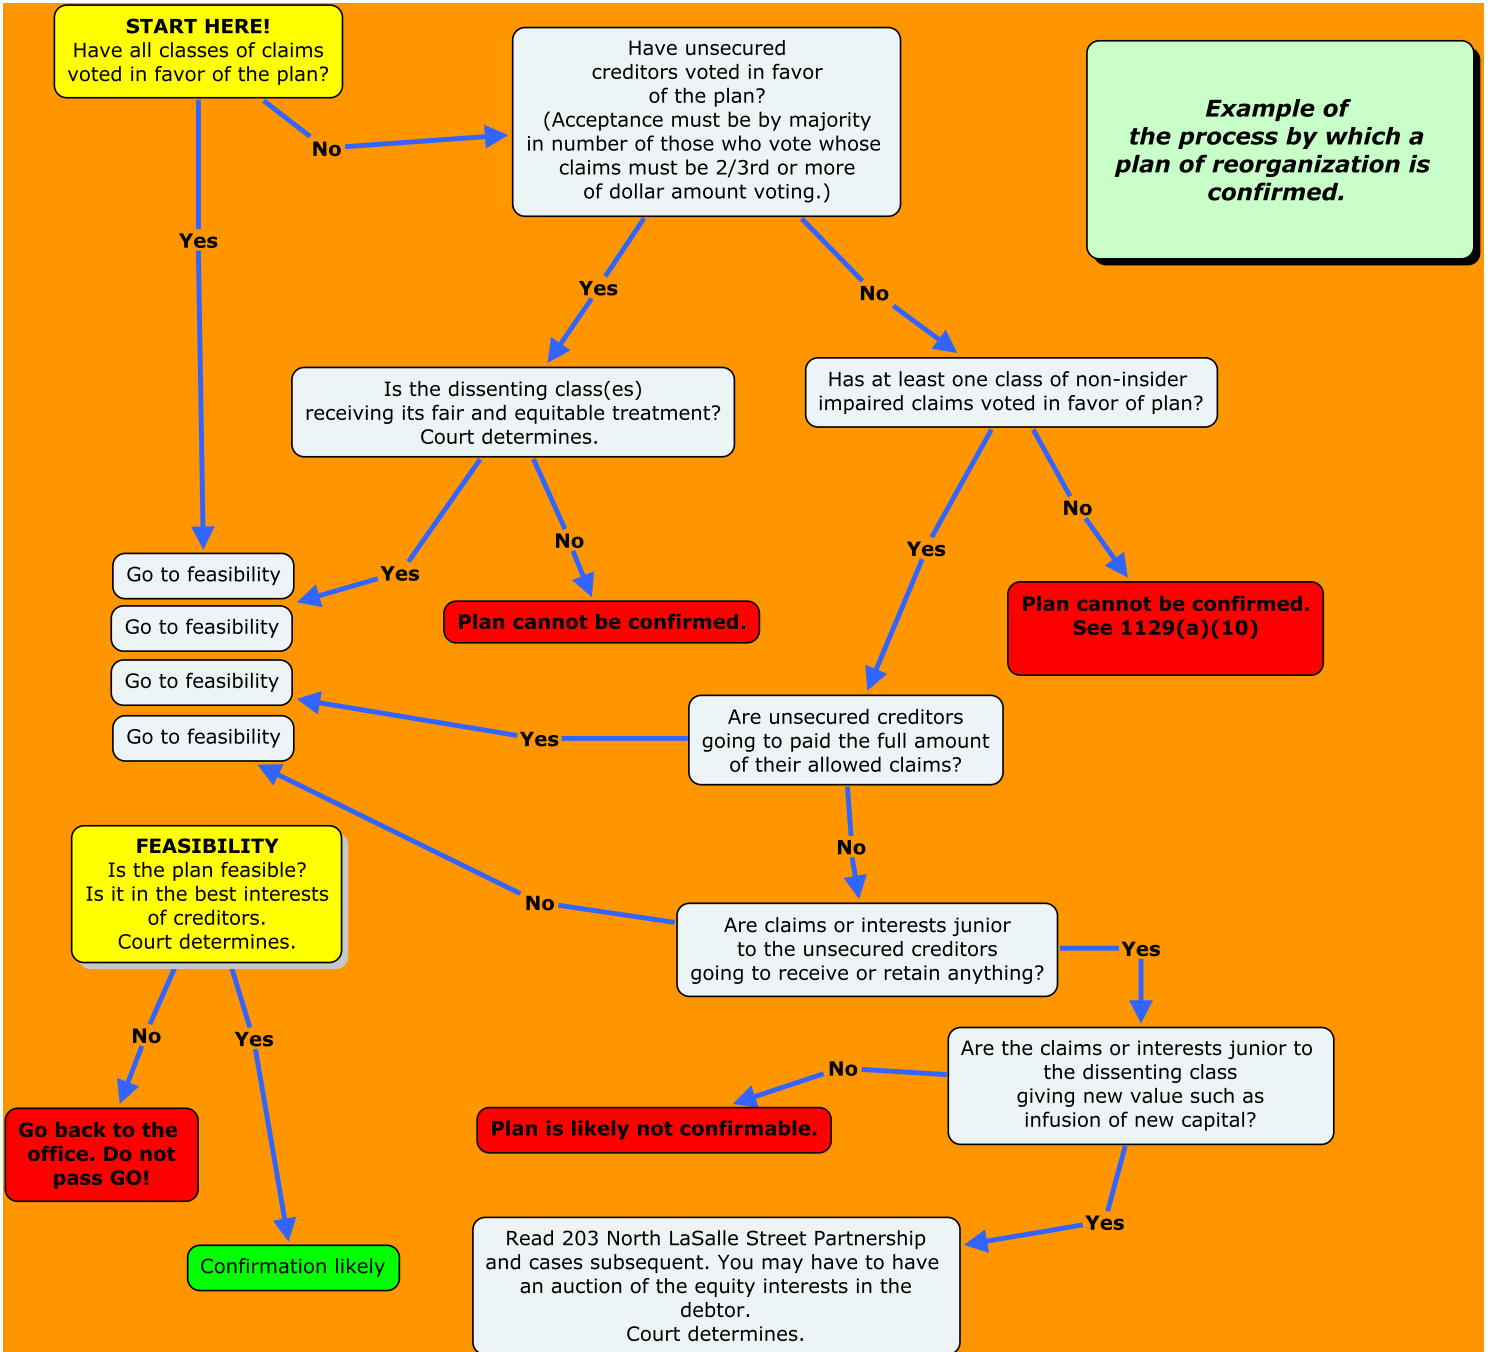 START HERE!
Have all classes of claims
voted in favor of the plan?
Have unsecured
creditors voted in favor
of the plan?
(Acceptance must be by majority
in number of those who vote whose
claims must be 2/3rd or more
of dollar amount voting.)
Example of
the process by which a
plan of reorganization is
confirmed.
No
Yes
Yes
No
Is the dissenting class(es)
receiving its fair and equitable treatment?
Court determines.
Has at least one class of non-insider
impaired claims voted in favor of plan?
No
No
Yes
Yes
Go to feasibility
Go to feasibility
Go to feasibility
Go to feasibility
Plan cannot be confirmed.
Plan cannot be confirmed.
See 1129(a)(10)
Are unsecured creditors
going to paid the full amount
of their allowed claims?
Yes
No
FEASIBILITY
Is the plan feasible?
Is it in the best interests
of creditors.
Court determines.
No
Are claims or interests junior
to the unsecured creditors
going to receive or retain anything?
Yes
No
Yes
Are the claims or interests junior to
the dissenting class
giving new value such as
infusion of new capital?
No
Go back to the
office. Do not
pass GO!
Plan is likely not confirmable.
Yes
Confirmation likely
Read 203 North LaSalle Street Partnership
and cases subsequent. You may have to have
an auction of the equity interests in the
debtor.
Court determines.